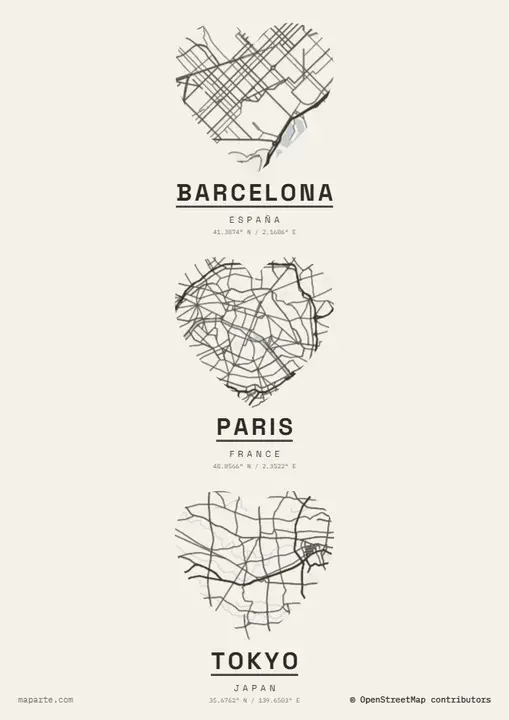 BARCELONA
ESPAÑA
41.3874° N / 2.1686° E
PARIS
FRANCE
48.8566° N / 2.3522° E
TOKYO
JAPAN
35.6762° N / 139.6503° E
maparte.com
© OpenStreetMap contributors